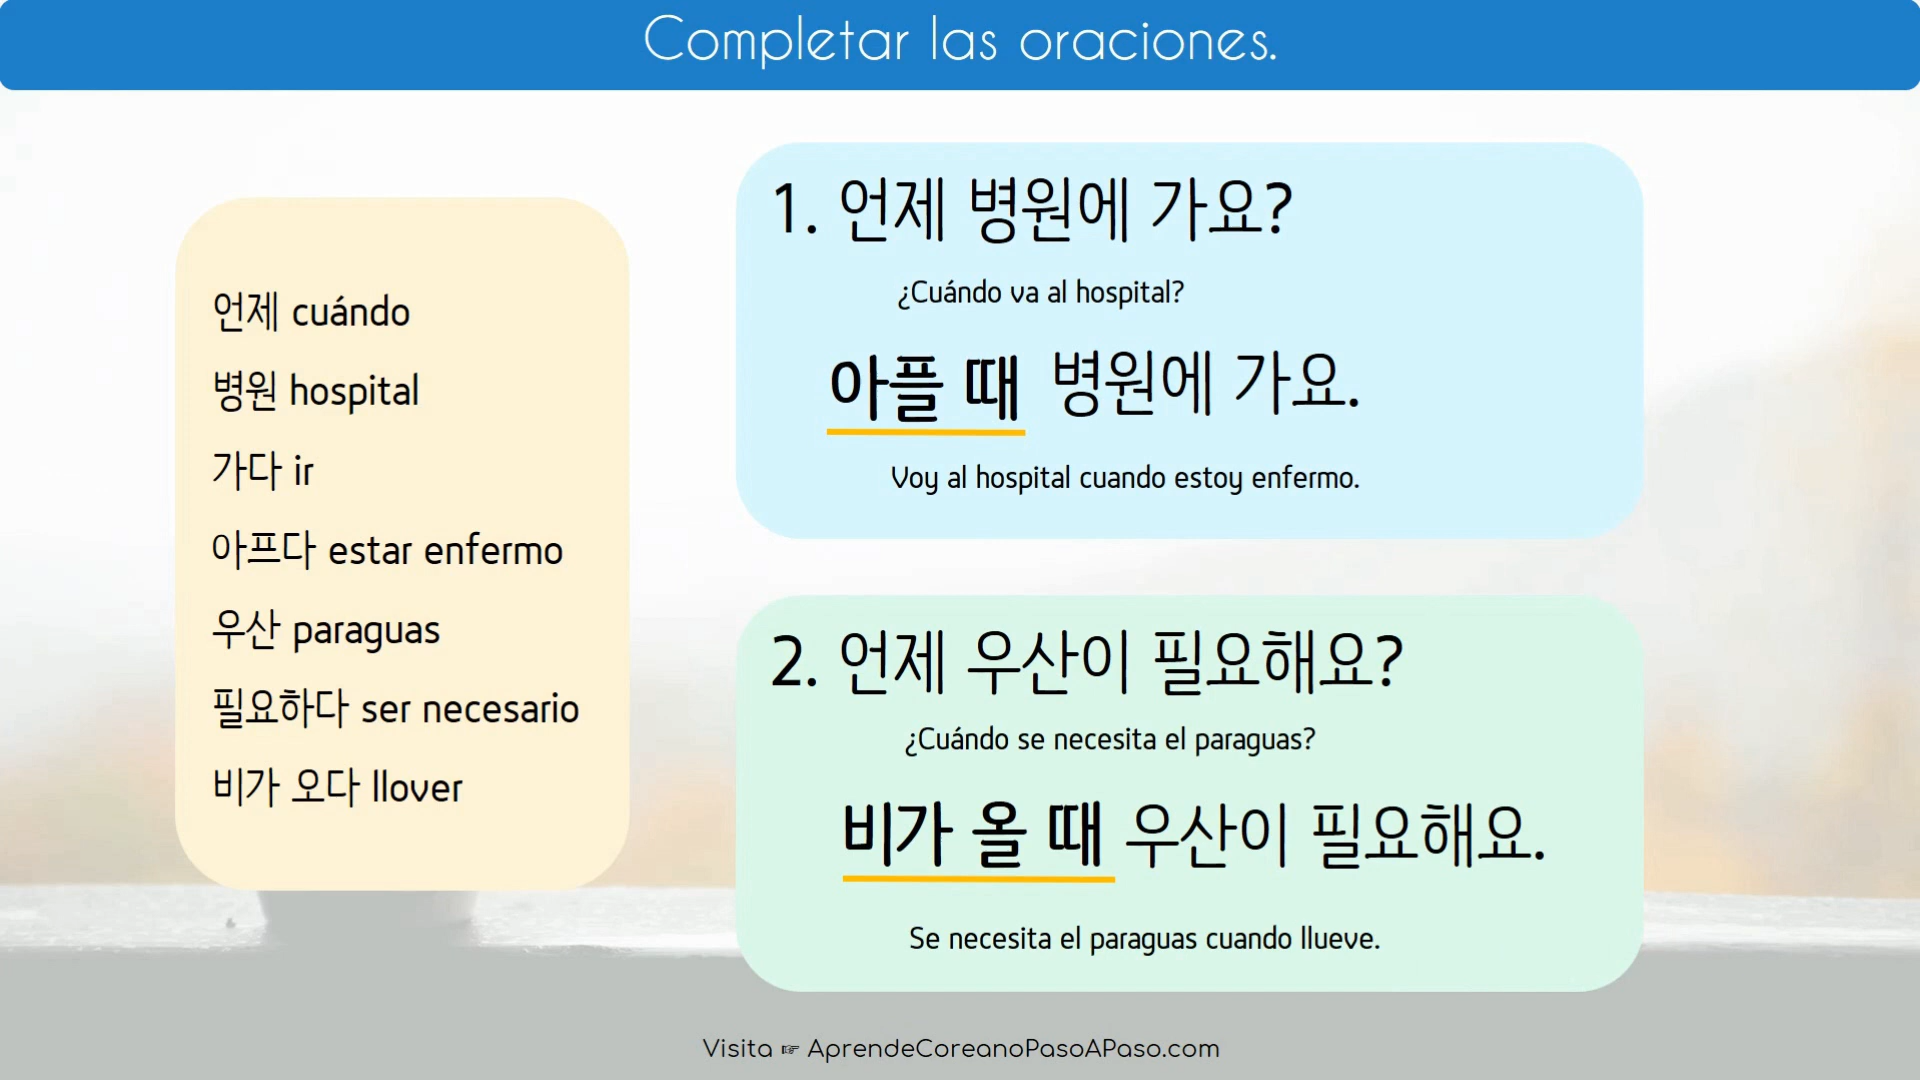 Completar las oraciones.
언제 cuándo
병원 hospital
가다 ir
아프다 estar enfermo
우산 paraguas
필요하다 ser necesario
비가 오다 llover
1. 언제 병원에 가요?
¿Cuándo va al hospital?
아플 때 병원에 가요.
Voy al hospital cuando estoy enfermo.
2. 언제 우산이 필요해요?
¿Cuándo se necesita el paraguas?
비가 올 때 우산이 필요해요.
Se necesita el paraguas cuando llueve.
Visita ☞ AprendeCoreanoPasoAPaso.com